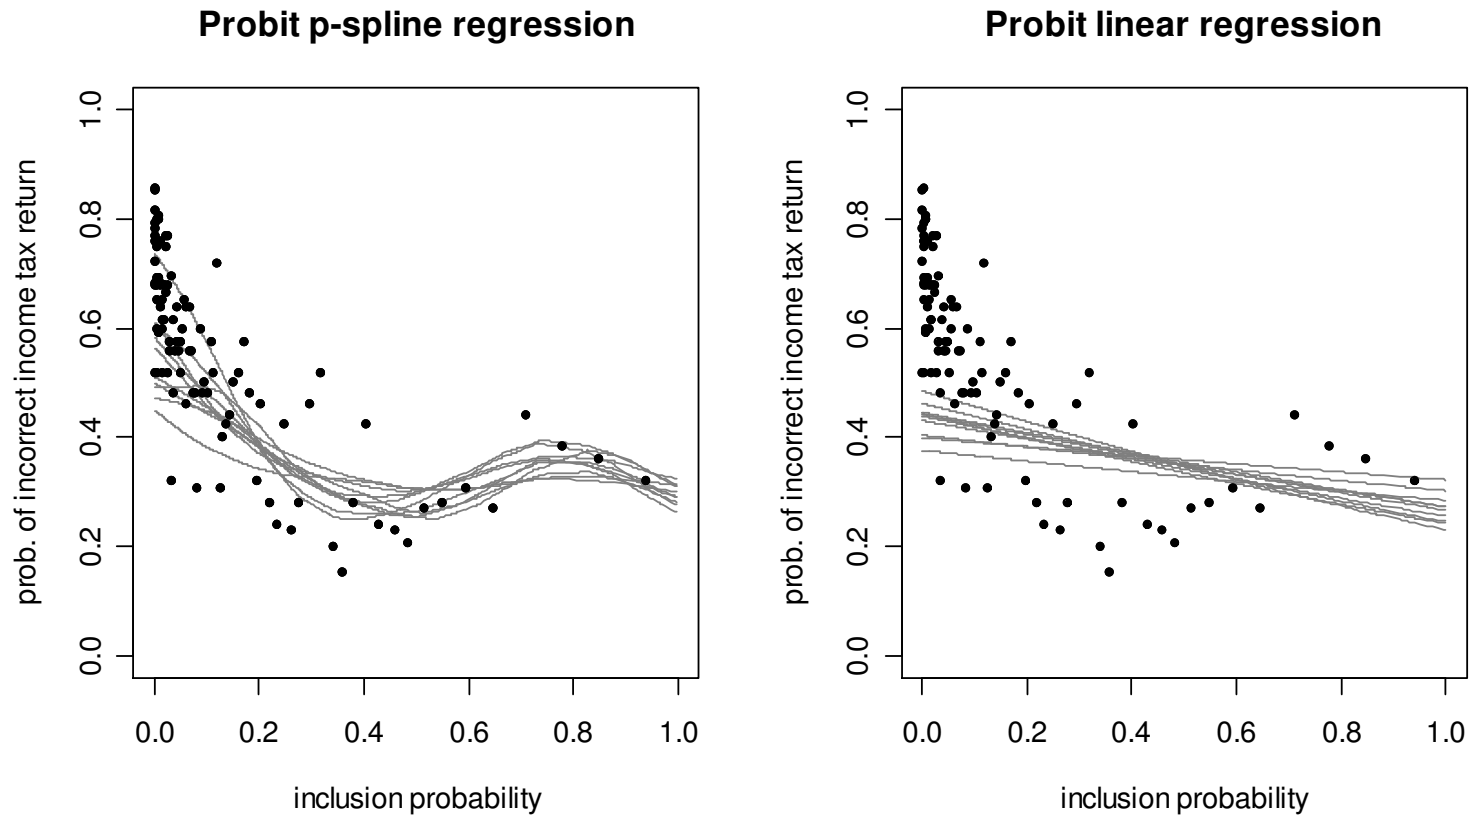 Probit p-spline regression
prob. of incorrect income tax return
1.0
0.8
0.6
0.4
0.2
0.0
0.0 0.2 0.4 0.6 0.8 1.0
inclusion probability
Probit linear regression
prob. of incorrect income tax return
1.0
0.8
0.6
0.4
0.2
0.0
0.0 0.2 0.4 0.6 0.8 1.0
inclusion probability